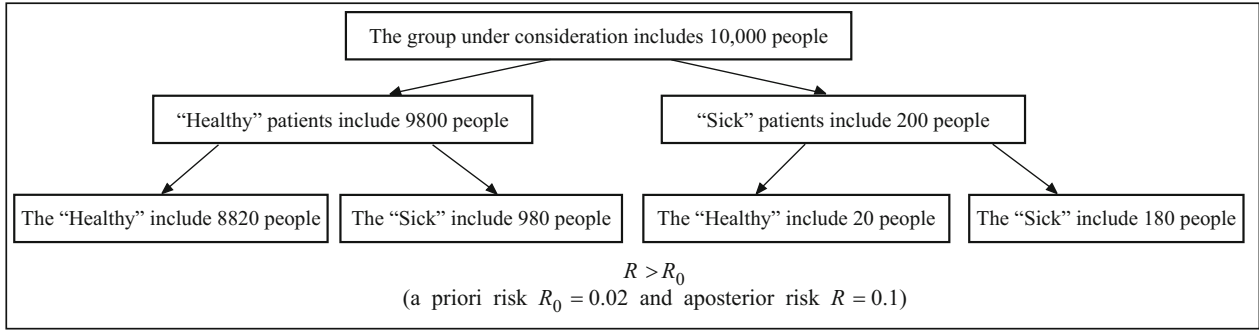 The group under consideration includes 10,000 people
“Healthy” patients include 9800 people
“Sick” patients include 200 people
The “Healthy” include 8820 people
The “Sick” include 980 people
The “Healthy” include 20 people
The “Sick” include 180 people
R > R₀
(a priori risk R₀ = 0.02 and aposterior risk R = 0.1)